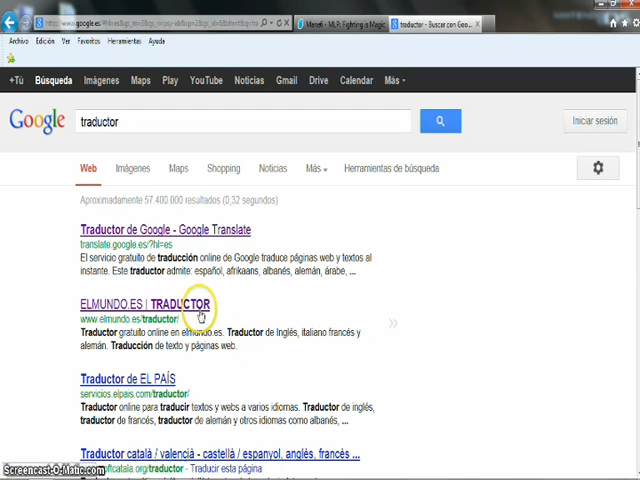 Mane6 - MLP: Fighting is Magic
traductor - Buscar con Goo...
Archivo Edición Ver Favoritos Herramientas Ayuda
+Tú Búsqueda Imágenes Maps Play YouTube Noticias Gmail Drive Calendar Más
Google traductor Iniciar sesión
Web Imágenes Maps Shopping Noticias Más Herramientas de búsqueda
Aproximadamente 57.400.000 resultados (0,32 segundos)
Traductor de Google - Google Translate
translate.google.es/?hl=es
El servicio gratuito de traducción online de Google traduce páginas web y textos al
instante. Este traductor admite: español, afrikaans, albanés, alemán, árabe, ...
ELMUNDO.ES | TRADUCTOR
www.elmundo.es/traductor/
Traductor gratuito online en elmundo.es. Traductor de Inglés, italiano francés y
alemán. Traducción de texto y páginas web.
Traductor de EL PAÍS
servicios.elpais.com/traductor/
Traductor online para traducir textos y webs a varios idiomas. Traductor de inglés,
traductor de francés, traductor de alemán y otros idiomas como albanés, ...
Traductor català / valencià - castellà / espanyol, anglès, francès ...
oftcatala.org/traductor - Traducir esta página
Screencast-O-Matic.com